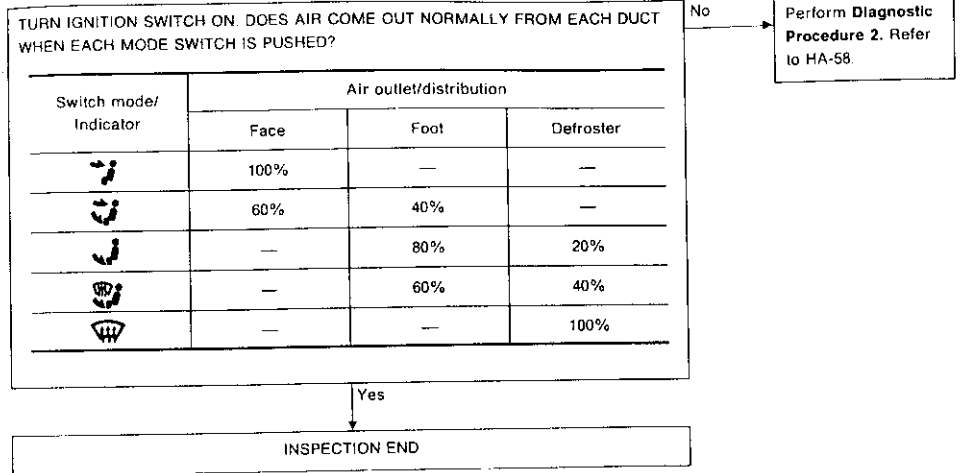 TURN IGNITION SWITCH ON. DOES AIR COME OUT NORMALLY FROM EACH DUCT
WHEN EACH MODE SWITCH IS PUSHED?
No
Perform Diagnostic
Procedure 2. Refer
to HA-58.
Switch mode/
Indicator
Air outlet/distribution
Face Foot Defroster
100% — —
60% 40% —
— 80% 20%
— 60% 40%
— — 100%
Yes
INSPECTION END